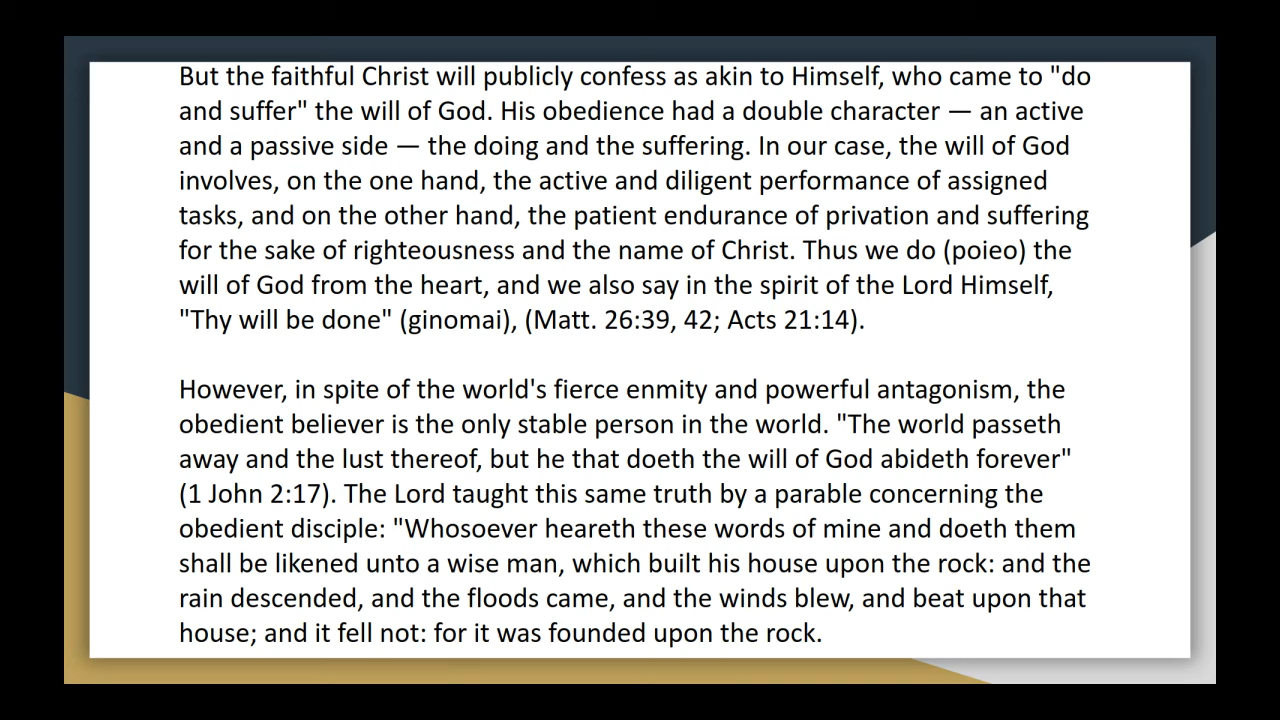 But the faithful Christ will publicly confess as akin to Himself, who came to "do
and suffer" the will of God. His obedience had a double character — an active
and a passive side — the doing and the suffering. In our case, the will of God
involves, on the one hand, the active and diligent performance of assigned
tasks, and on the other hand, the patient endurance of privation and suffering
for the sake of righteousness and the name of Christ. Thus we do (poieo) the
will of God from the heart, and we also say in the spirit of the Lord Himself,
"Thy will be done" (ginomai), (Matt. 26:39, 42; Acts 21:14).
However, in spite of the world's fierce enmity and powerful antagonism, the
obedient believer is the only stable person in the world. "The world passeth
away and the lust thereof, but he that doeth the will of God abideth forever"
(1 John 2:17). The Lord taught this same truth by a parable concerning the
obedient disciple: "Whosoever heareth these words of mine and doeth them
shall be likened unto a wise man, which built his house upon the rock: and the
rain descended, and the floods came, and the winds blew, and beat upon that
house; and it fell not: for it was founded upon the rock.